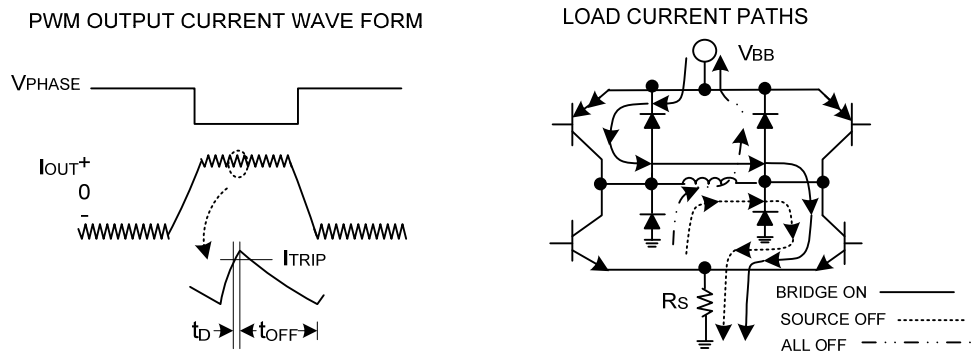 PWM OUTPUT CURRENT WAVE FORM
VPHASE
IOUT
+
0
-
ITRIP
tD
tOFF
LOAD CURRENT PATHS
VBB
RS
BRIDGE ON
SOURCE OFF
ALL OFF